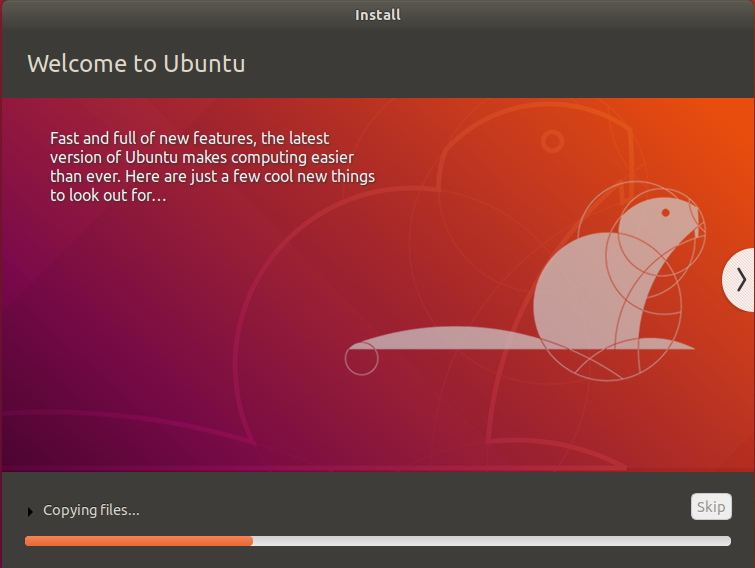 Install
Welcome to Ubuntu
Fast and full of new features, the latest
version of Ubuntu makes computing easier
than ever. Here are just a few cool new things
to look out for…
Copying files...
Skip